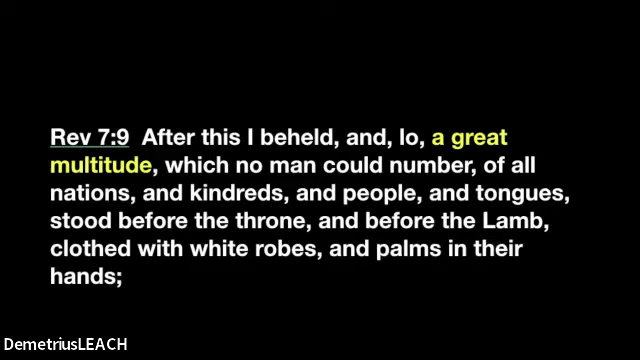 Rev 7:9 After this I beheld, and, lo, a great
multitude, which no man could number, of all
nations, and kindreds, and people, and tongues,
stood before the throne, and before the Lamb,
clothed with white robes, and palms in their
hands;
DemetriusLEACH